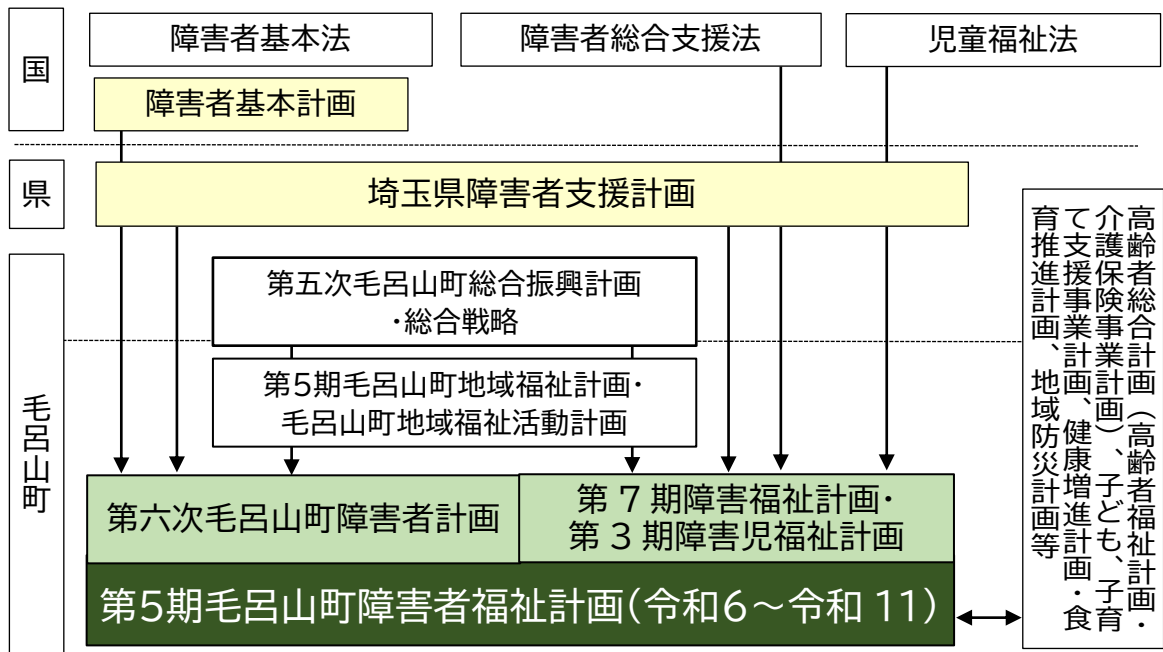 国
障害者基本法
障害者総合支援法
児童福祉法
障害者基本計画
県
埼玉県障害者支援計画
毛呂山町
第五次毛呂山町総合振興計画
・総合戦略
第5期毛呂山町地域福祉計画・
毛呂山町地域福祉活動計画
第六次毛呂山町障害者計画
第7期障害福祉計画・
第3期障害児福祉計画
第5期毛呂山町障害者福祉計画(令和6～令和11)
高齢者総合計画（高齢者福祉計画・
介護保険事業計画）、子ども、子育
て支援事業計画、健康増進計画・食
育推進計画、地域防災計画等